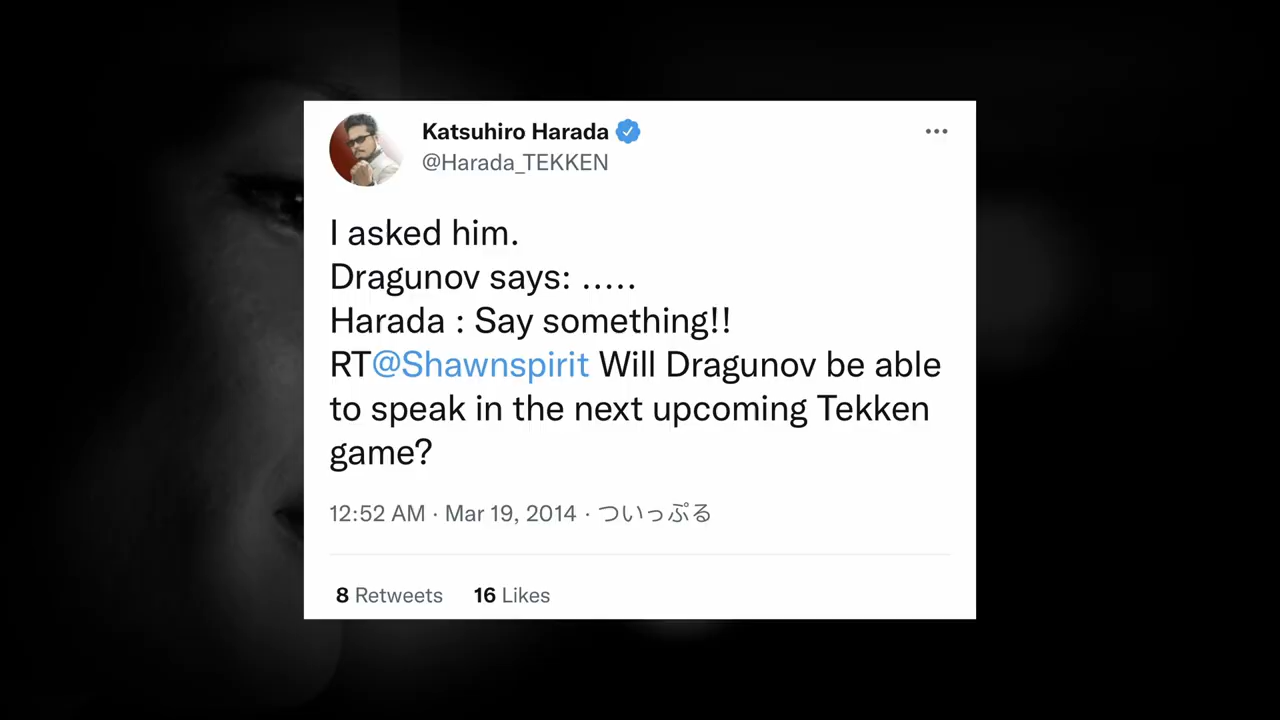 Katsuhiro Harada
@Harada_TEKKEN
I asked him.
Dragunov says: .....
Harada : Say something!!
RT@Shawnspirit Will Dragunov be able
to speak in the next upcoming Tekken
game?
12:52 AM · Mar 19, 2014 · ついっぷる
8 Retweets 16 Likes